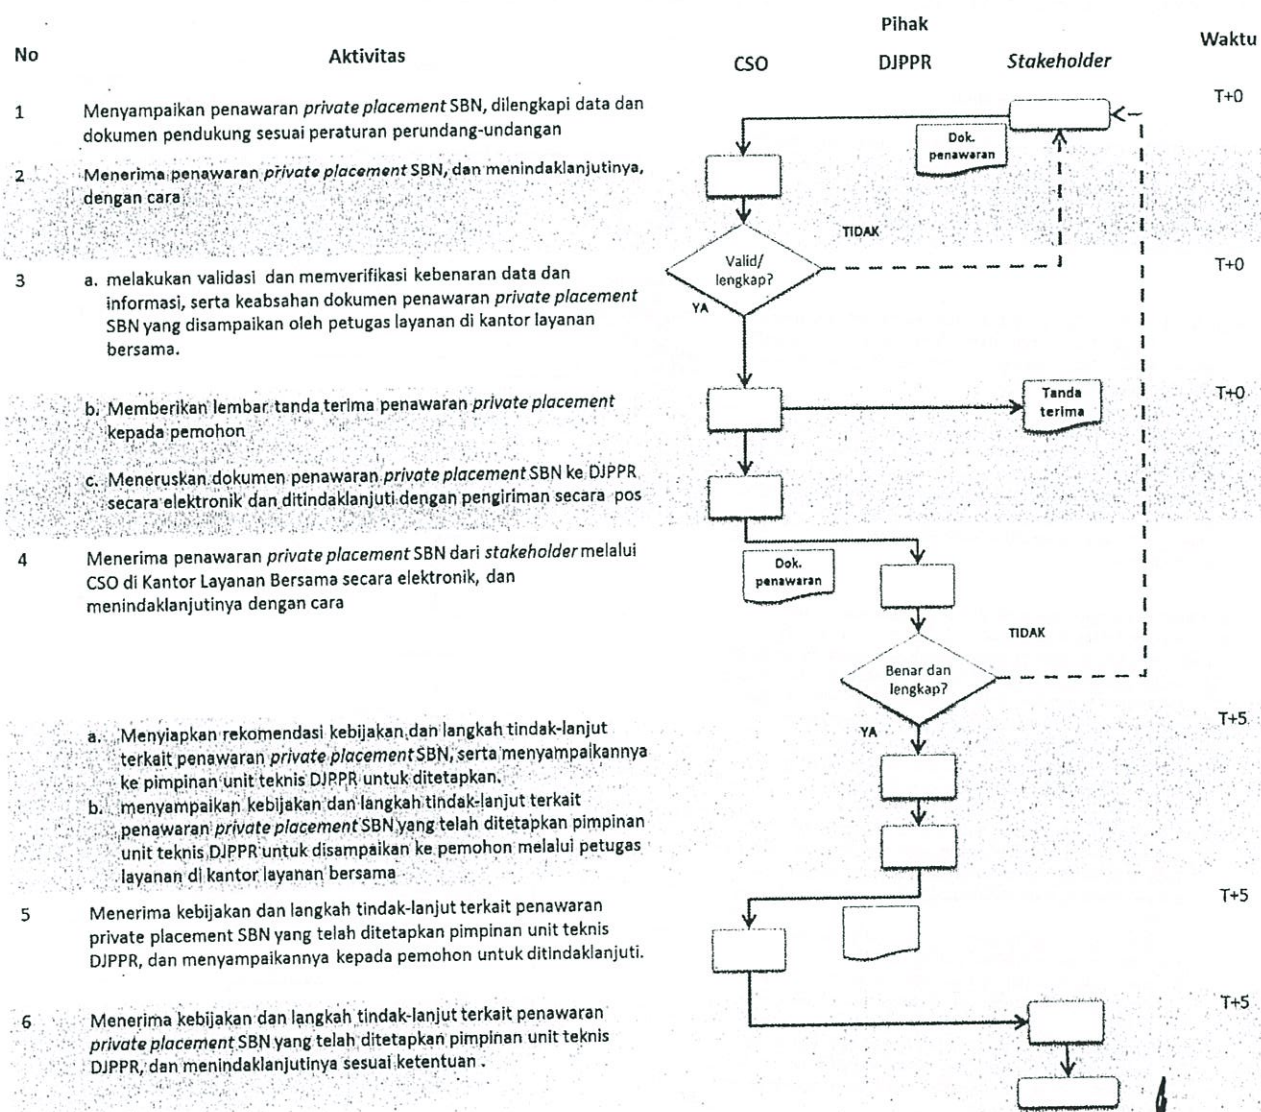 Pihak
No
Aktivitas
CSO
DJPPR
Stakeholder
Waktu
1
Menyampaikan penawaran private placement SBN, dilengkapi data dan
dokumen pendukung sesuai peraturan perundang-undangan
T+0
Dok.
penawaran
2
Menerima penawaran private placement SBN, dan menindaklanjutinya,
dengan cara
TIDAK
3
a. melakukan validasi dan memverifikasi kebenaran data dan
informasi, serta keabsahan dokumen penawaran private placement
SBN yang disampaikan oleh petugas layanan di kantor layanan
bersama.
Valid/
lengkap?
YA
T+0
b. Memberikan lembar tanda terima penawaran private placement
kepada pemohon
Tanda
terima
T+0
c. Meneruskan dokumen penawaran private placement SBN ke DJPPR
secara elektronik dan ditindaklanjuti dengan pengiriman secara pos
4
Menerima penawaran private placement SBN dari stakeholder melalui
CSO di Kantor Layanan Bersama secara elektronik, dan
menindaklanjutinya dengan cara
Dok.
penawaran
TIDAK
Benar dan
lengkap?
YA
T+5
a. Menyiapkan rekomendasi kebijakan dan langkah tindak-lanjut
terkait penawaran private placement SBN, serta menyampaikannya
ke pimpinan unit teknis DJPPR untuk ditetapkan.
b. menyampaikan kebijakan dan langkah tindak-lanjut terkait
penawaran private placement SBN yang telah ditetapkan pimpinan
unit teknis DJPPR untuk disampaikan ke pemohon melalui petugas
layanan di kantor layanan bersama
5
Menerima kebijakan dan langkah tindak-lanjut terkait penawaran
private placement SBN yang telah ditetapkan pimpinan unit teknis
DJPPR, dan menyampaikannya kepada pemohon untuk ditindaklanjuti.
T+5
6
Menerima kebijakan dan langkah tindak-lanjut terkait penawaran
private placement SBN yang telah ditetapkan pimpinan unit teknis
DJPPR, dan menindaklanjutinya sesuai ketentuan .
T+5